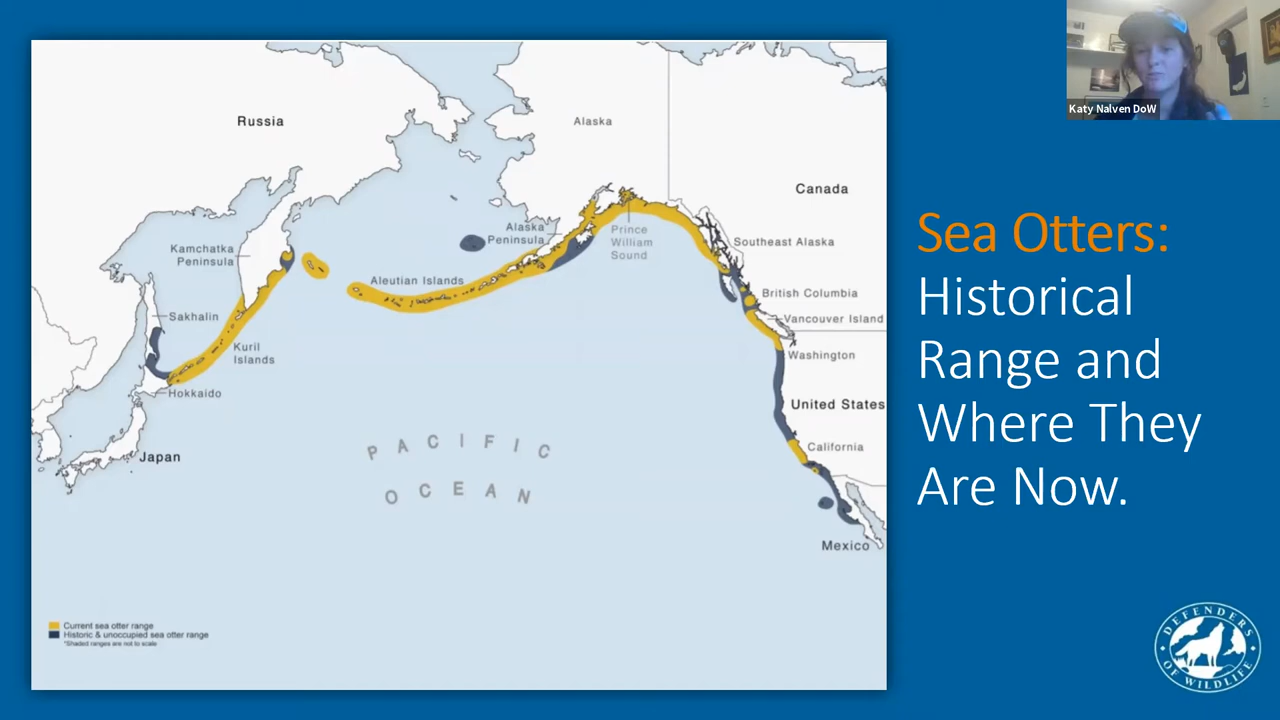 Katy Nalven DoW
Sea Otters:
Historical
Range and
Where They
Are Now.
Russia
Alaska
Canada
Kamchatka
Peninsula
Alaska
Peninsula
Prince
William
Sound
Southeast Alaska
Aleutian Islands
British Columbia
Sakhalin
Vancouver Island
Kuril
Islands
Washington
Hokkaido
United States
Japan
PACIFIC
OCEAN
California
Mexico
Current sea otter range
Historic & unoccupied sea otter range
*Shaded ranges are not to scale
DEFENDERS
OF WILDLIFE